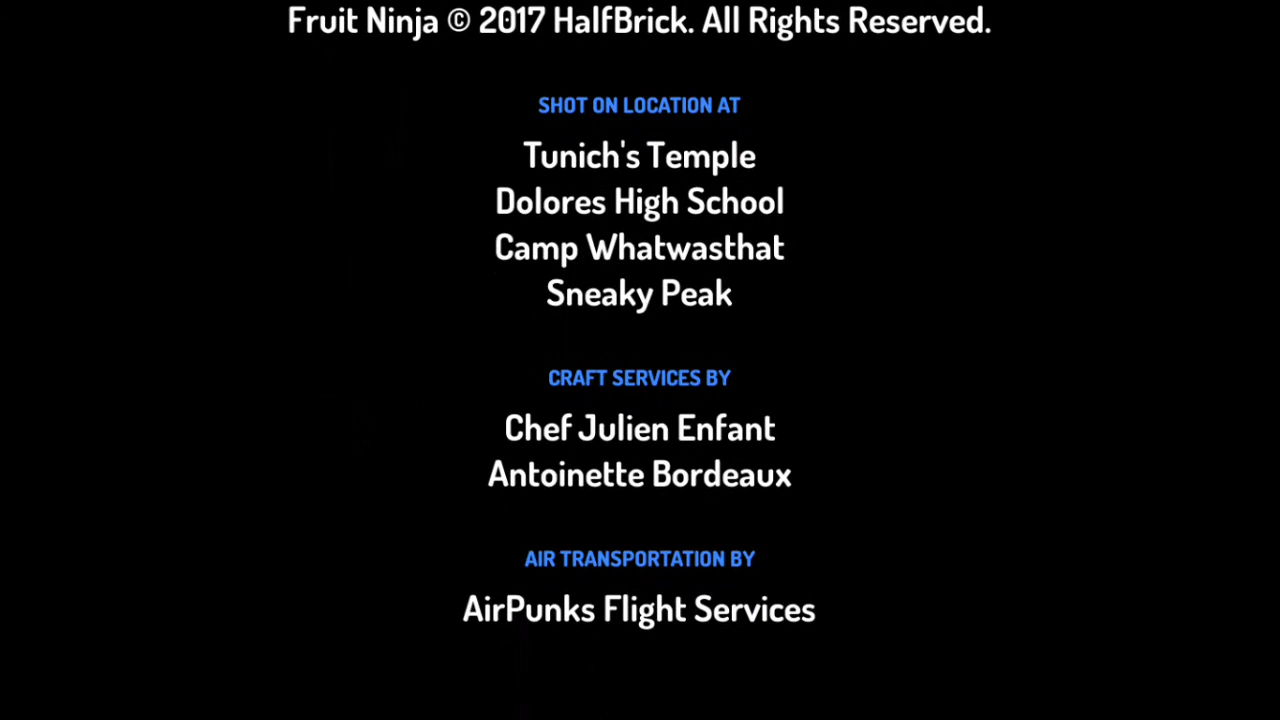 Fruit Ninja © 2017 HalfBrick. All Rights Reserved.
SHOT ON LOCATION AT
Tunich's Temple
Dolores High School
Camp Whatwasthat
Sneaky Peak
CRAFT SERVICES BY
Chef Julien Enfant
Antoinette Bordeaux
AIR TRANSPORTATION BY
AirPunks Flight Services